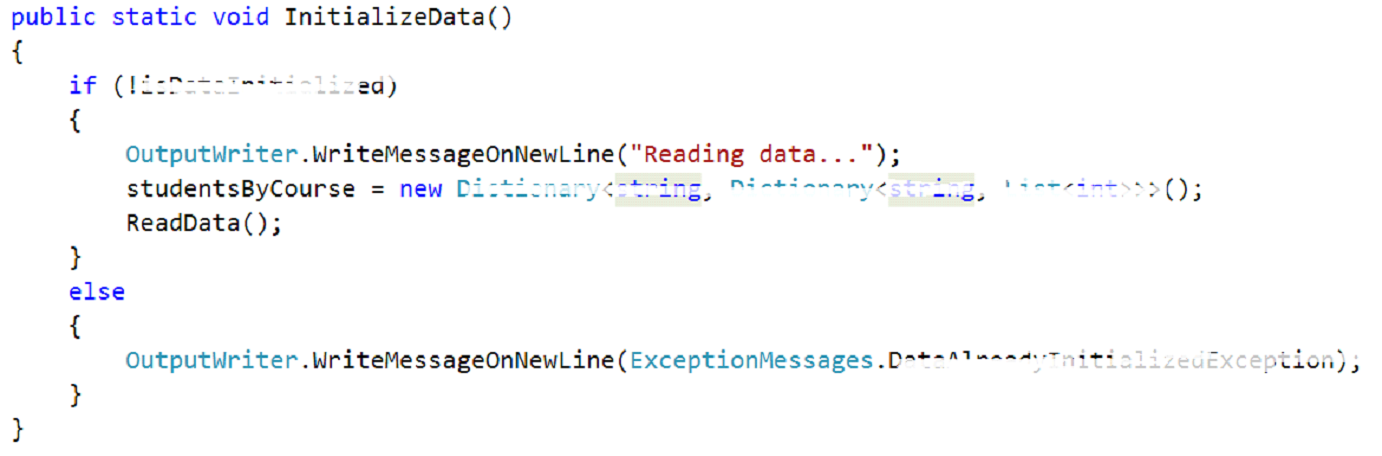 public static void InitializeData()
{
if (!isDataInitialized)
{
OutputWriter.WriteMessageOnNewLine("Reading data...");
studentsByCourse = new Dictionary<string, Dictionary<string, List<int>>>();
ReadData();
}
else
{
OutputWriter.WriteMessageOnNewLine(ExceptionMessages.DataAlreadyInitializedException);
}
}